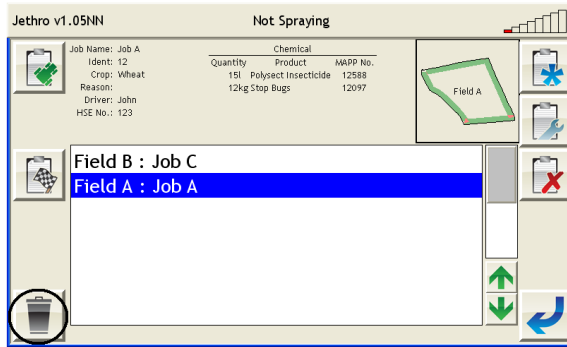 Jethro v1.05NN Not Spraying
Job Name: Job A
Ident: 12
Crop: Wheat
Reason:
Driver: John
HSE No.: 123
Chemical
Quantity Product MAPP No.
15l Polysect Insecticide 12588
12kg Stop Bugs 12097
Field A
Field B : Job C
Field A : Job A